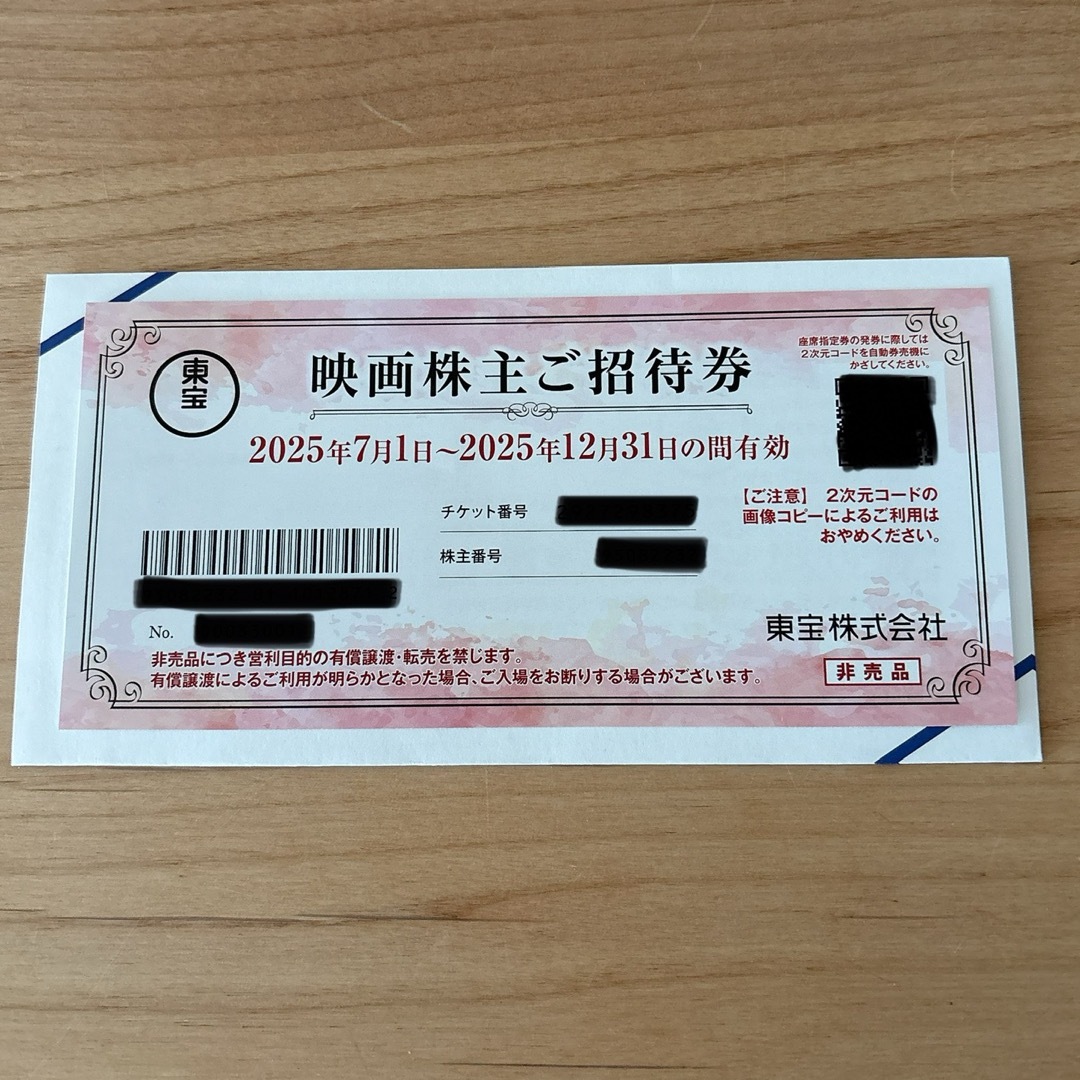 東宝
映画株主ご招待券
2025年7月1日～2025年12月31日の間有効
座席指定券の発券に際しては
2次元コードを自動券売機に
かざしてください。
【ご注意】 2次元コードの
画像コピーによるご利用は
おやめください。
チケット番号
株主番号
No.
東宝株式会社
非売品
非売品につき営利目的の有償譲渡・転売を禁じます。
有償譲渡によるご利用が明らかとなった場合、ご入場をお断りする場合がございます。